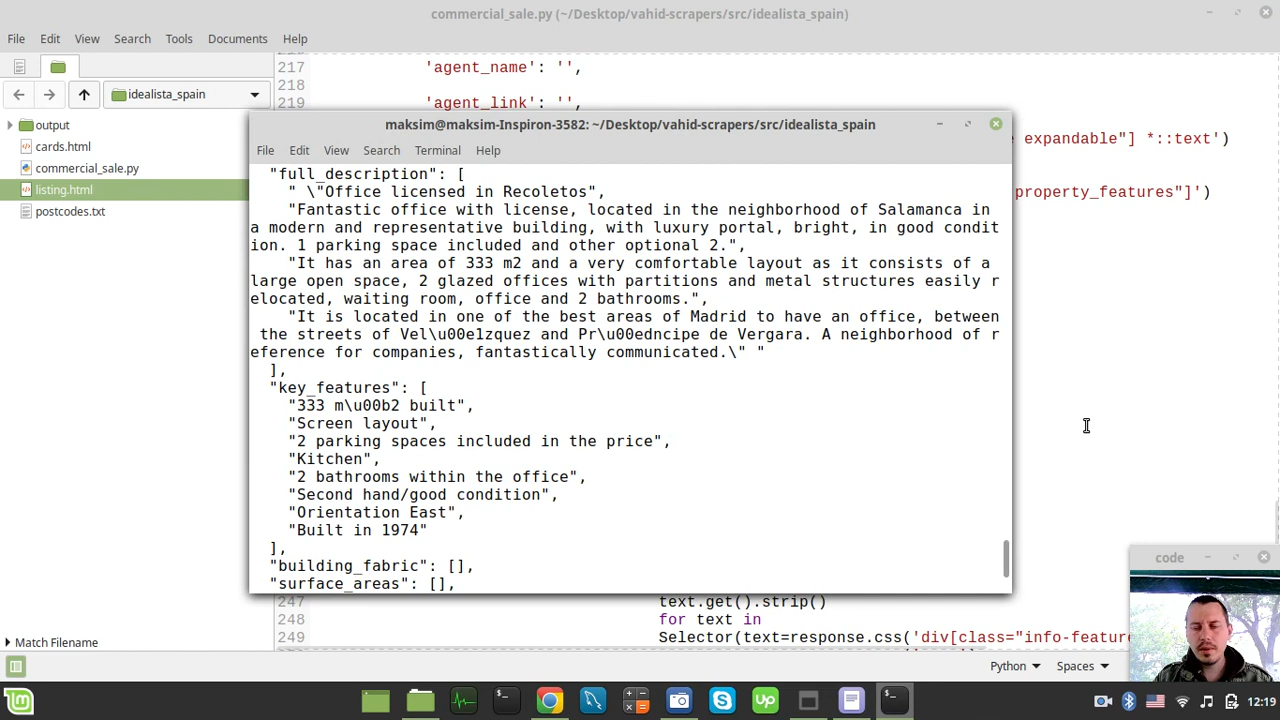 commercial_sale.py (~/Desktop/vahid-scrapers/src/idealista_spain)
File Edit View Search Tools Documents Help
idealista_spain
output
cards.html
commercial_sale.py
listing.html
postcodes.txt
217 'agent_name': '',
218
219 'agent_link': '',
e expandable"] *::text')
property_features"]')
maksim@maksim-Inspiron-3582: ~/Desktop/vahid-scrapers/src/idealista_spain
File Edit View Search Terminal Help
"full_description": [
" \"Office licensed in Recoletos",
"Fantastic office with license, located in the neighborhood of Salamanca in
a modern and representative building, with luxury portal, bright, in good condit
ion. 1 parking space included and other optional 2.",
"It has an area of 333 m2 and a very comfortable layout as it consists of a
large open space, 2 glazed offices with partitions and metal structures easily r
elocated, waiting room, office and 2 bathrooms.",
"It is located in one of the best areas of Madrid to have an office, between
the streets of Vel\u00e1zquez and Pr\u00edncipe de Vergara. A neighborhood of r
eference for companies, fantastically communicated.\" "
],
"key_features": [
"333 m\u00b2 built",
"Screen layout",
"2 parking spaces included in the price",
"Kitchen",
"2 bathrooms within the office",
"Second hand/good condition",
"Orientation East",
"Built in 1974"
],
"building_fabric": [],
"surface_areas": [],
code
247 text.get().strip()
248 for text in
249 Selector(text=response.css('div[class="info-feature
Match Filename
Python Spaces
12:19